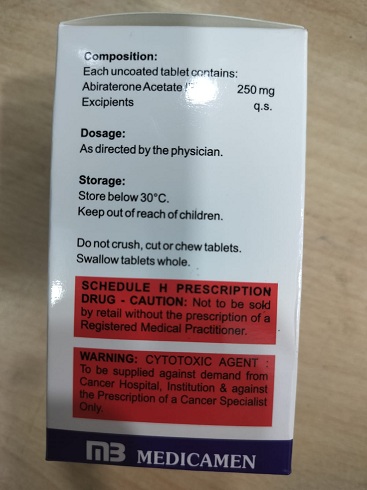 Composition:
Each uncoated tablet contains:
Abiraterone Acetate 250 mg
Excipients q.s.
Dosage:
As directed by the physician.
Storage:
Store below 30°C.
Keep out of reach of children.
Do not crush, cut or chew tablets.
Swallow tablets whole.
SCHEDULE H PRESCRIPTION
DRUG - CAUTION: Not to be sold
by retail without the prescription of a
Registered Medical Practitioner.
WARNING: CYTOTOXIC AGENT :
To be supplied against demand from
Cancer Hospital, Institution & against
the Prescription of a Cancer Specialist
Only.
MB MEDICAMEN